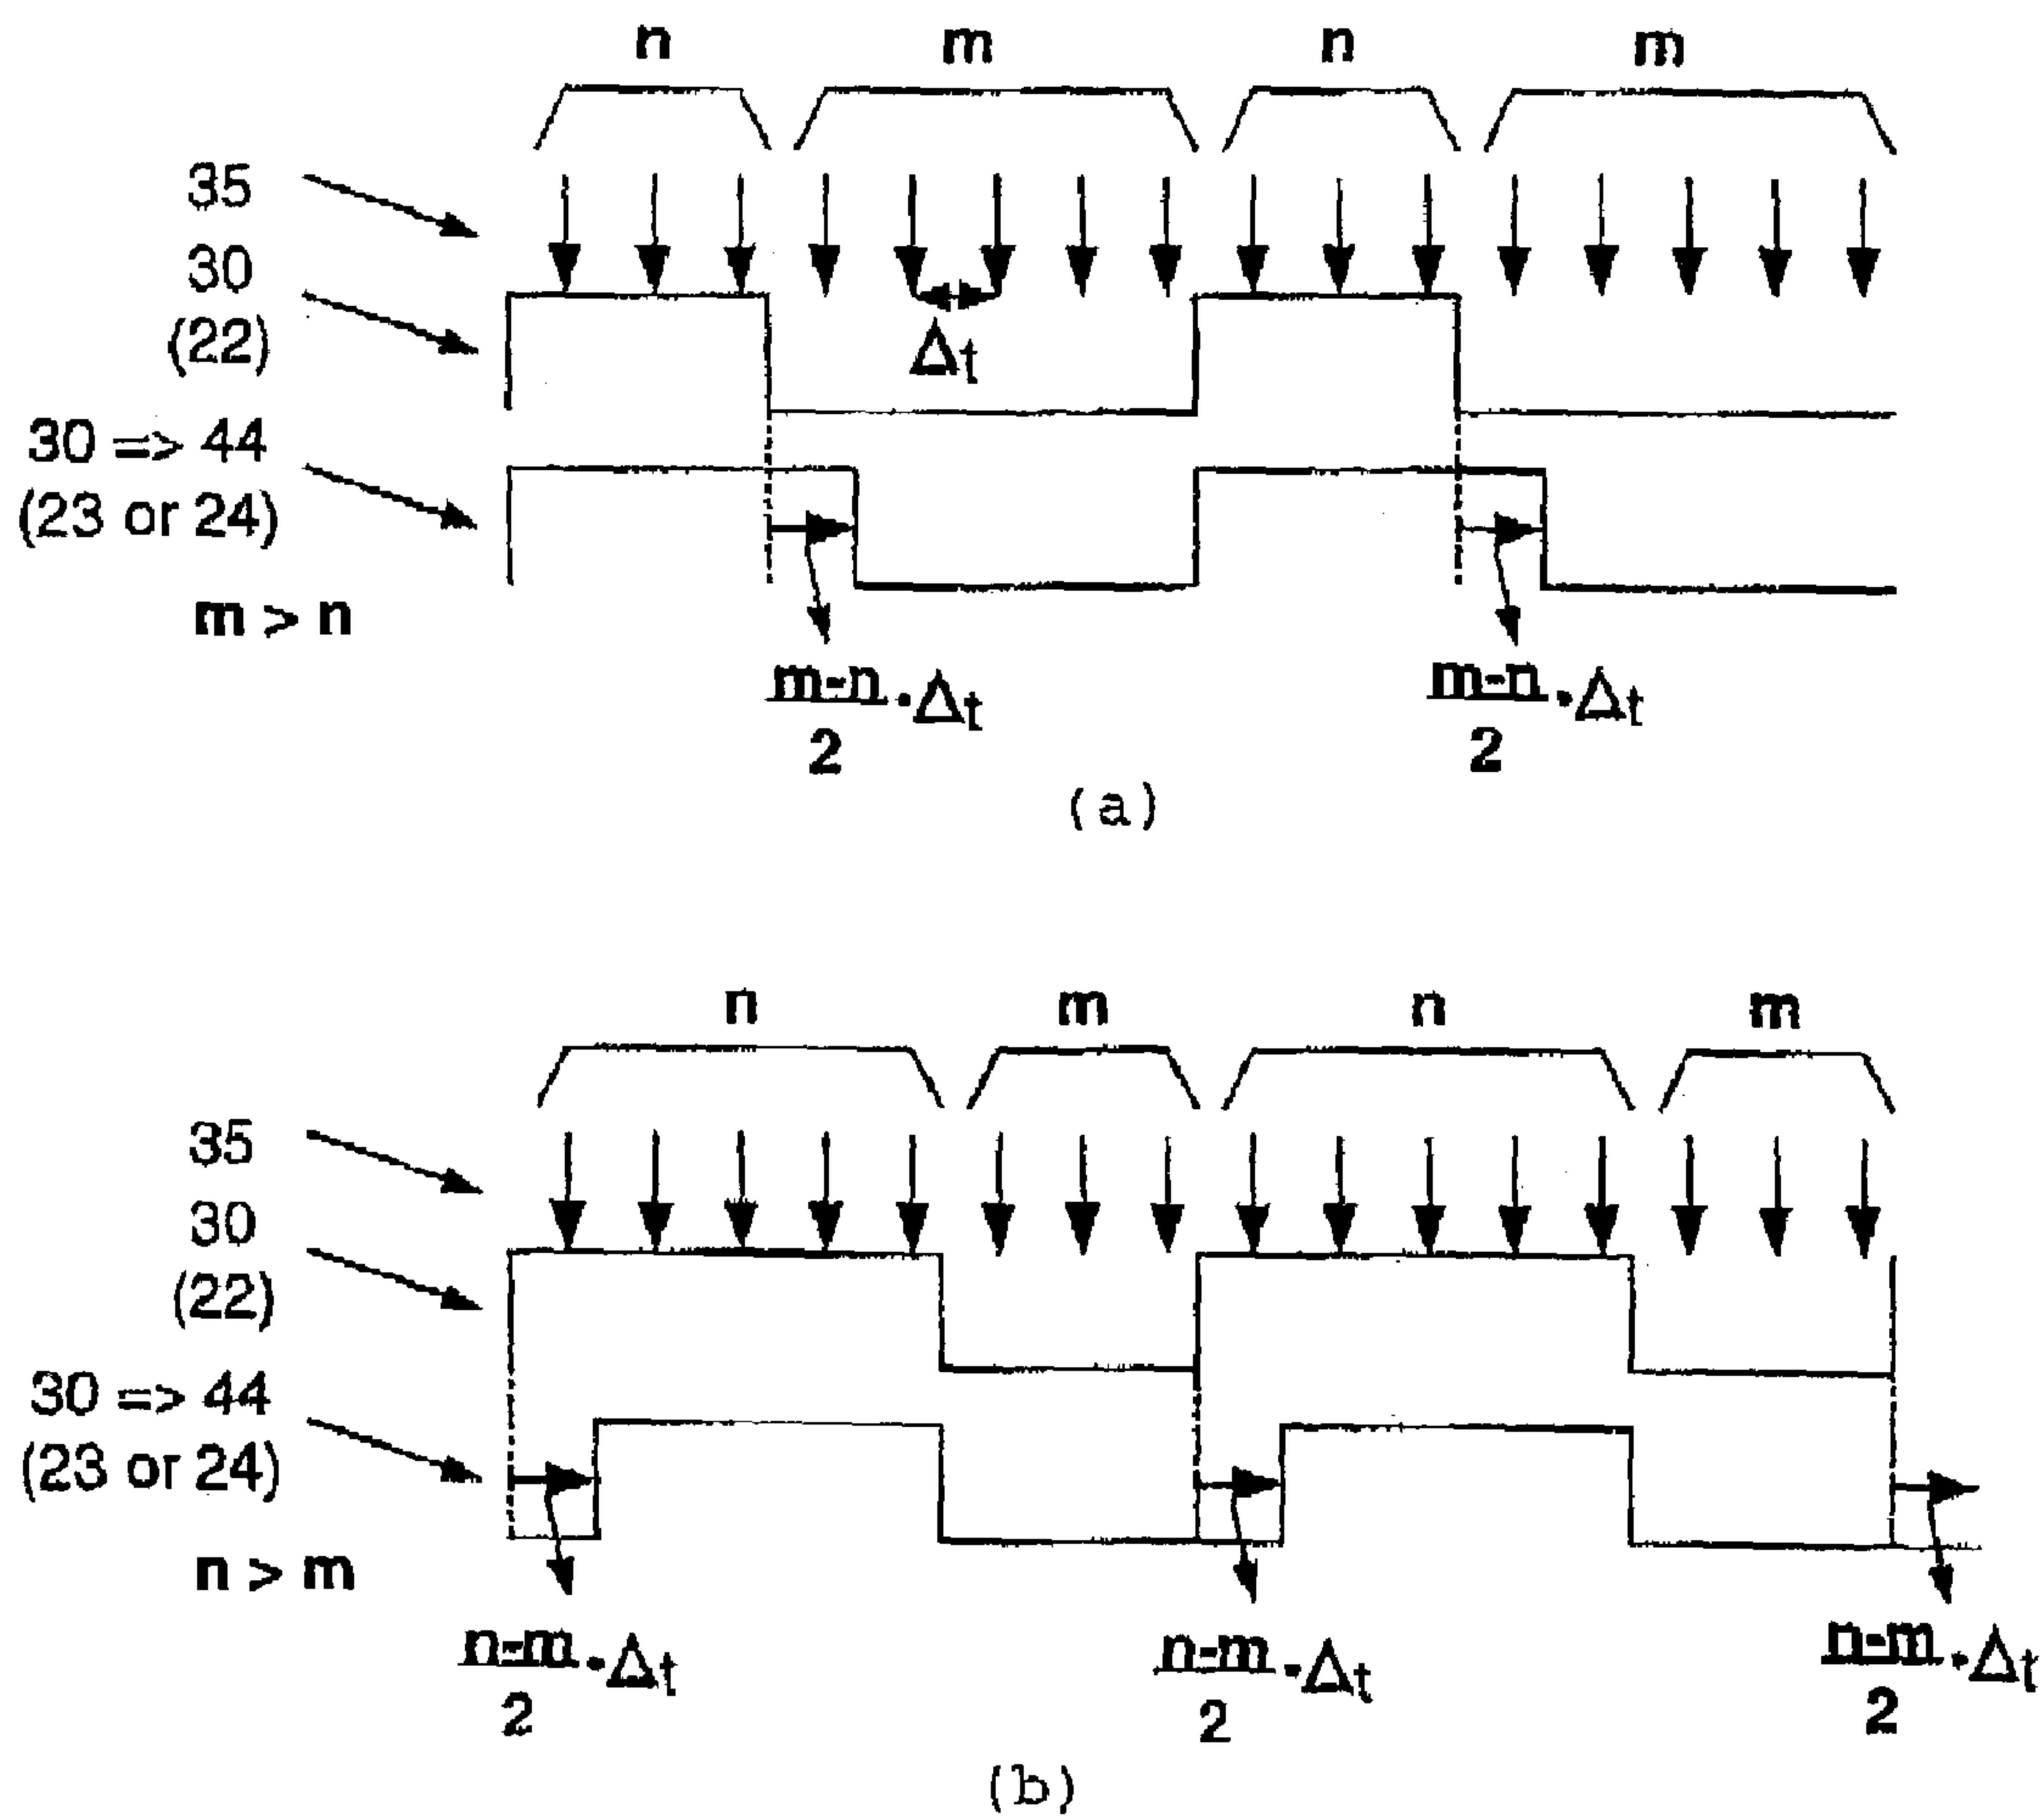 n m n m
35
30
(22)
Δt
30 => 44
(23 or 24)
m > n
m-n/2 · Δt m-n/2 · Δt
(a)
n m n m
35
30
(22)
30 => 44
(23 or 24)
n > m
n-m/2 · Δt n-m/2 · Δt n-m/2 · Δt
(b)